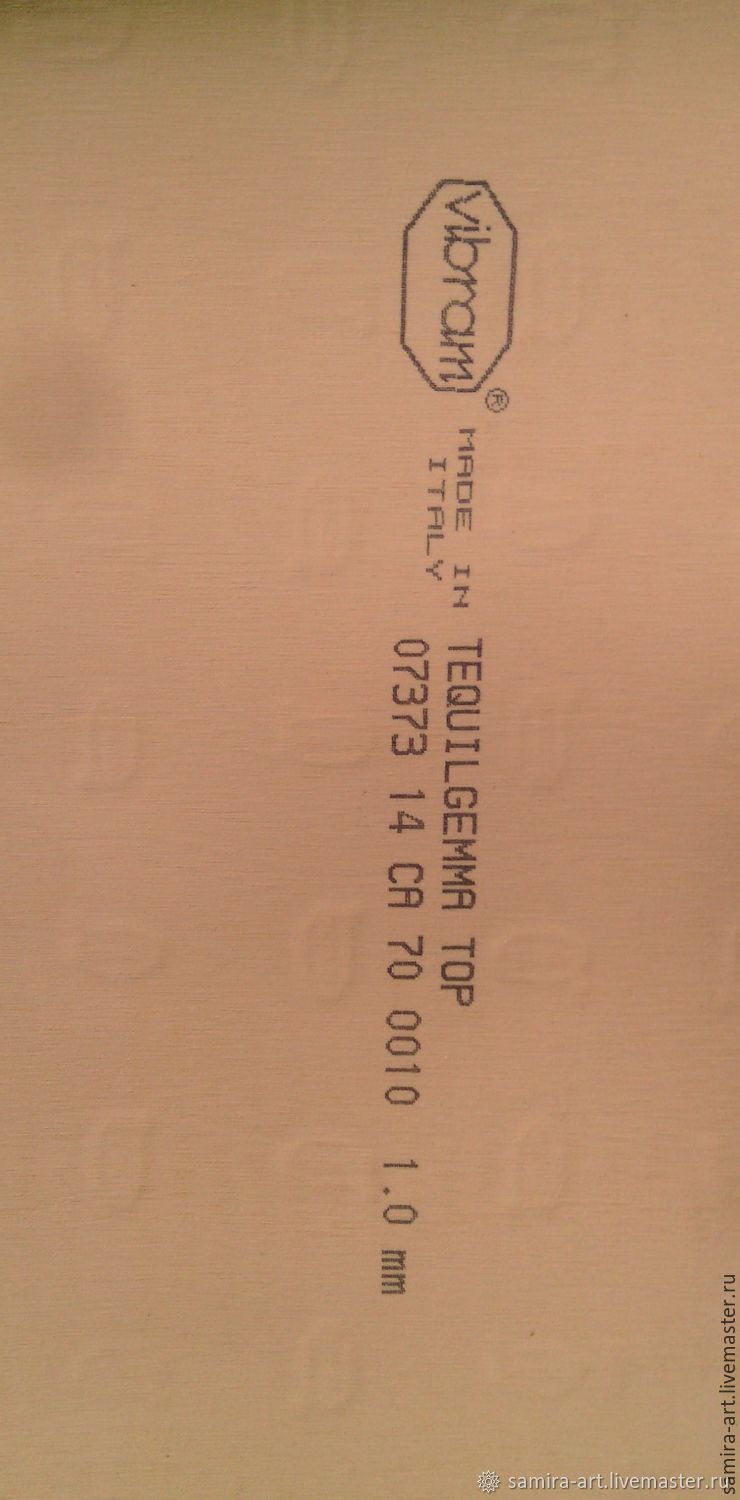 vibram®
MADE IN
ITALY
TEQUILGEMMA TOP
07373 14 CA 70 0010 1.0 mm
samira-art.livemaster.ru
samira-art.livemaster.ru